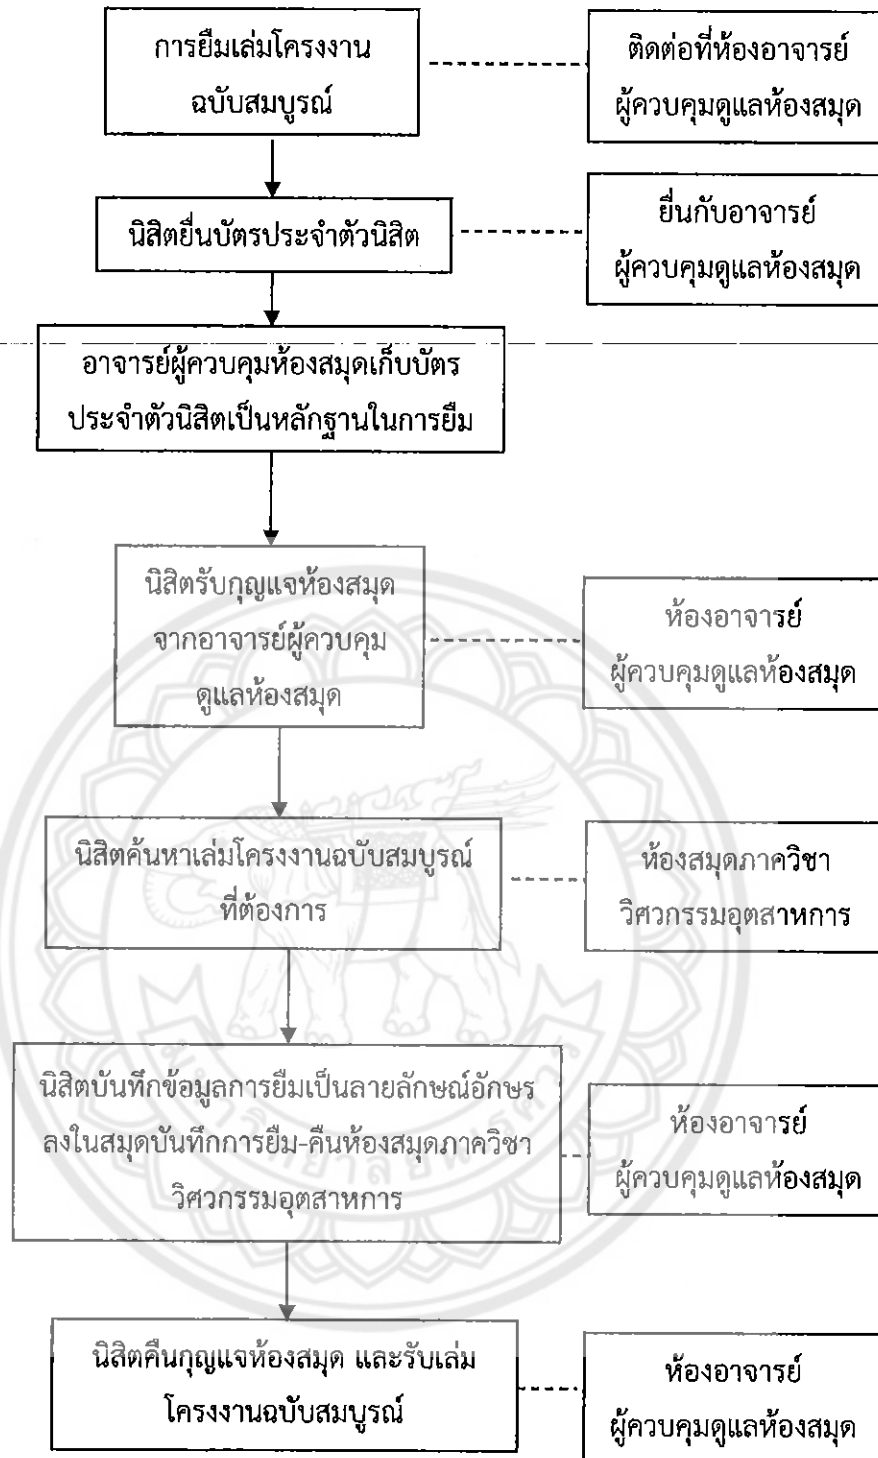 การยืมเล่มโครงงาน
ฉบับสมบูรณ์
ติดต่อที่ห้องอาจารย์
ผู้ควบคุมดูแลห้องสมุด
นิสิตยื่นบัตรประจำตัวนิสิต
ยื่นกับอาจารย์
ผู้ควบคุมดูแลห้องสมุด
อาจารย์ผู้ควบคุมห้องสมุดเก็บบัตร
ประจำตัวนิสิตเป็นหลักฐานในการยืม
นิสิตรับกุญแจห้องสมุด
จากอาจารย์ผู้ควบคุม
ดูแลห้องสมุด
ห้องอาจารย์
ผู้ควบคุมดูแลห้องสมุด
นิสิตค้นหาเล่มโครงงานฉบับสมบูรณ์
ที่ต้องการ
ห้องสมุดภาควิชา
วิศวกรรมอุตสาหการ
นิสิตบันทึกข้อมูลการยืมเป็นลายลักษณ์อักษร
ลงในสมุดบันทึกการยืม-คืนห้องสมุดภาควิชา
วิศวกรรมอุตสาหการ
ห้องอาจารย์
ผู้ควบคุมดูแลห้องสมุด
มหาวิทยาลัยนเรศวร
นิสิตคืนกุญแจห้องสมุด และรับเล่ม
โครงงานฉบับสมบูรณ์
ห้องอาจารย์
ผู้ควบคุมดูแลห้องสมุด